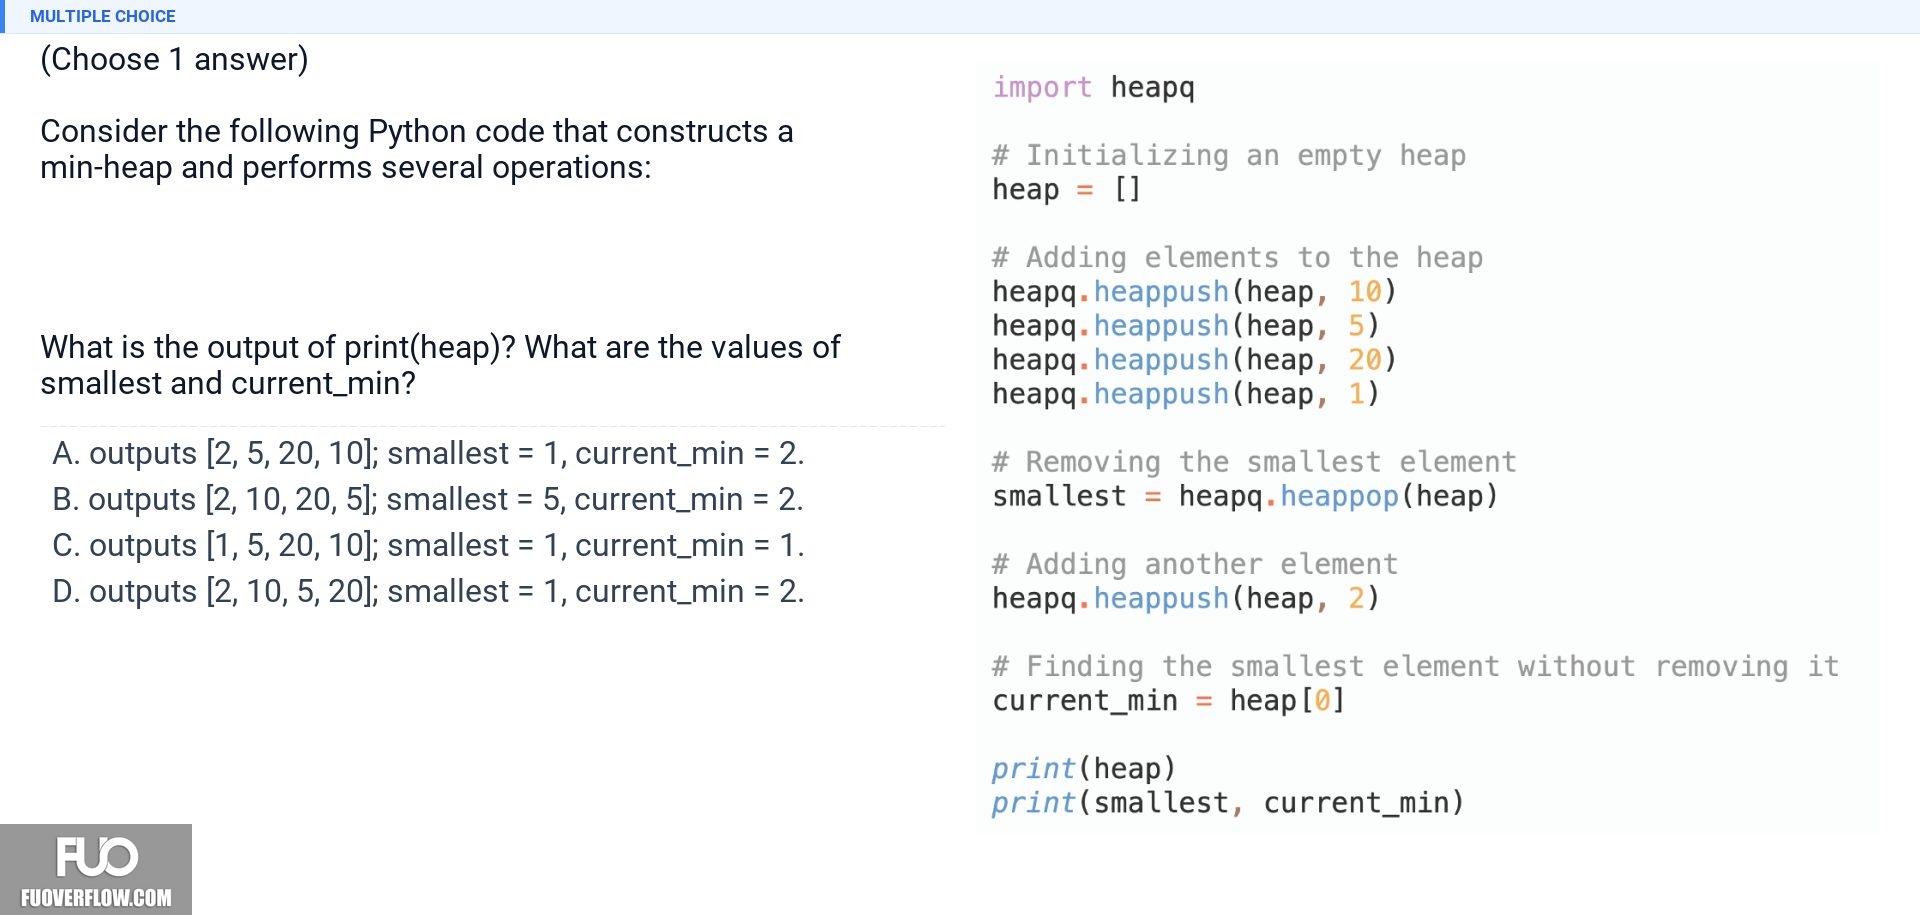 MULTIPLE CHOICE
(Choose 1 answer)
Consider the following Python code that constructs a
min-heap and performs several operations:
What is the output of print(heap)? What are the values of
smallest and current_min?
A. outputs [2, 5, 20, 10]; smallest = 1, current_min = 2.
B. outputs [2, 10, 20, 5]; smallest = 5, current_min = 2.
C. outputs [1, 5, 20, 10]; smallest = 1, current_min = 1.
D. outputs [2, 10, 5, 20]; smallest = 1, current_min = 2.
import heapq
# Initializing an empty heap
heap = []
# Adding elements to the heap
heapq.heappush(heap, 10)
heapq.heappush(heap, 5)
heapq.heappush(heap, 20)
heapq.heappush(heap, 1)
# Removing the smallest element
smallest = heapq.heappop(heap)
# Adding another element
heapq.heappush(heap, 2)
# Finding the smallest element without removing it
current_min = heap[0]
print(heap)
print(smallest, current_min)
FUO
FUOVERFLOW.COM